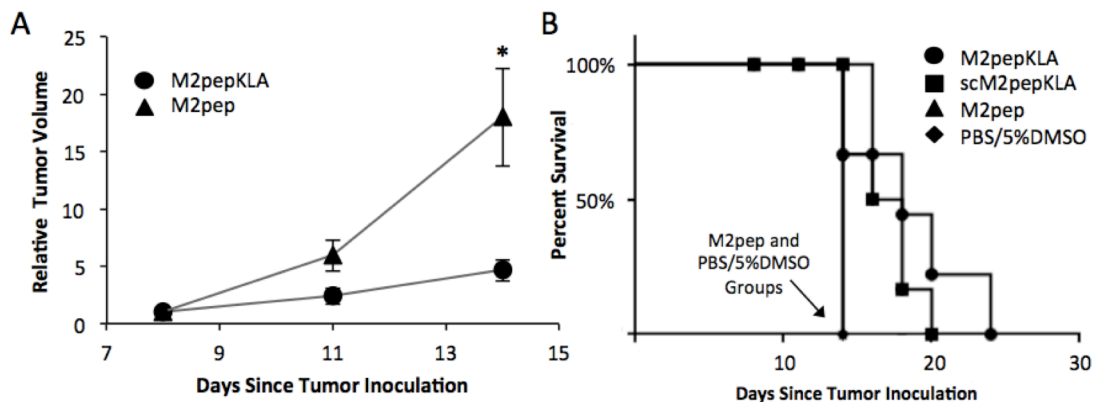 A
25
20
15
10
5
0
Relative Tumor Volume
M2pepKLA
M2pep
*
7
9
11
13
15
Days Since Tumor Inoculation
B
100%
50%
Percent Survival
M2pepKLA
scM2pepKLA
M2pep
PBS/5%DMSO
M2pep and
PBS/5%DMSO
Groups
10
20
30
Days Since Tumor Inoculation